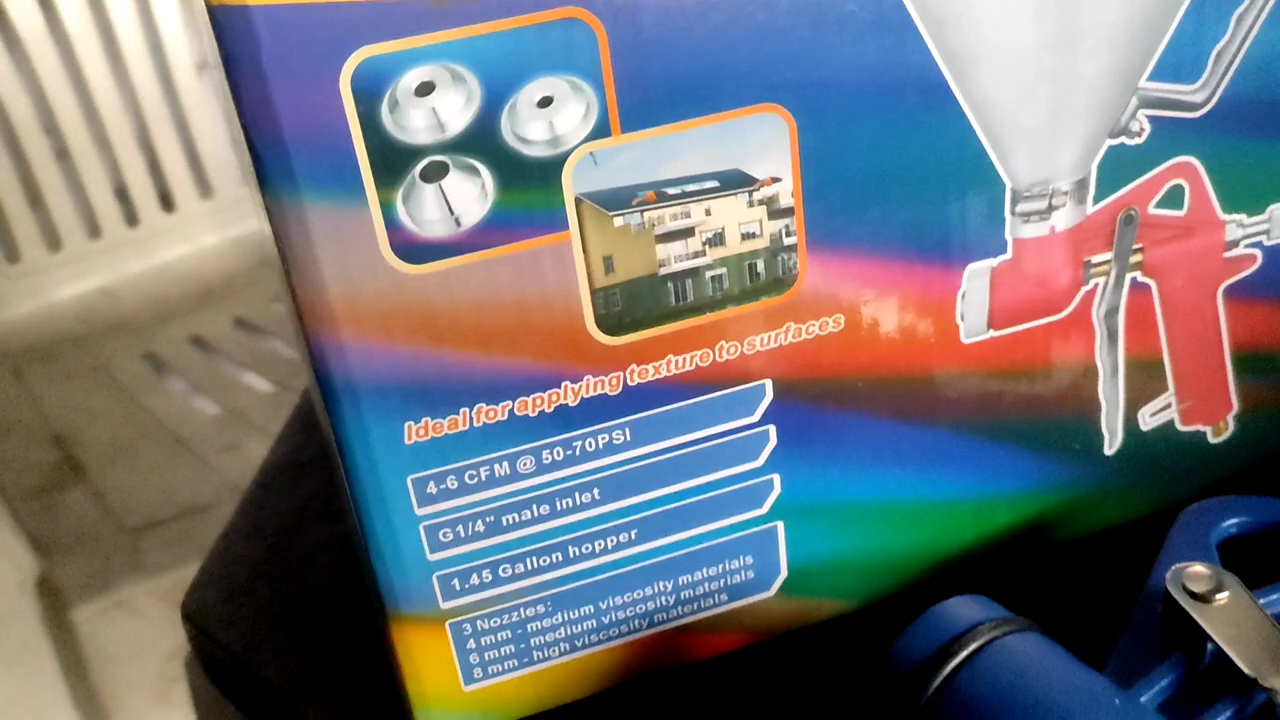 Ideal for applying texture to surfaces
4-6 CFM @ 50-70PSI
G1/4" male inlet
1.45 Gallon hopper
3 Nozzles:
4 mm - medium viscosity materials
6 mm - medium viscosity materials
8 mm - high viscosity materials